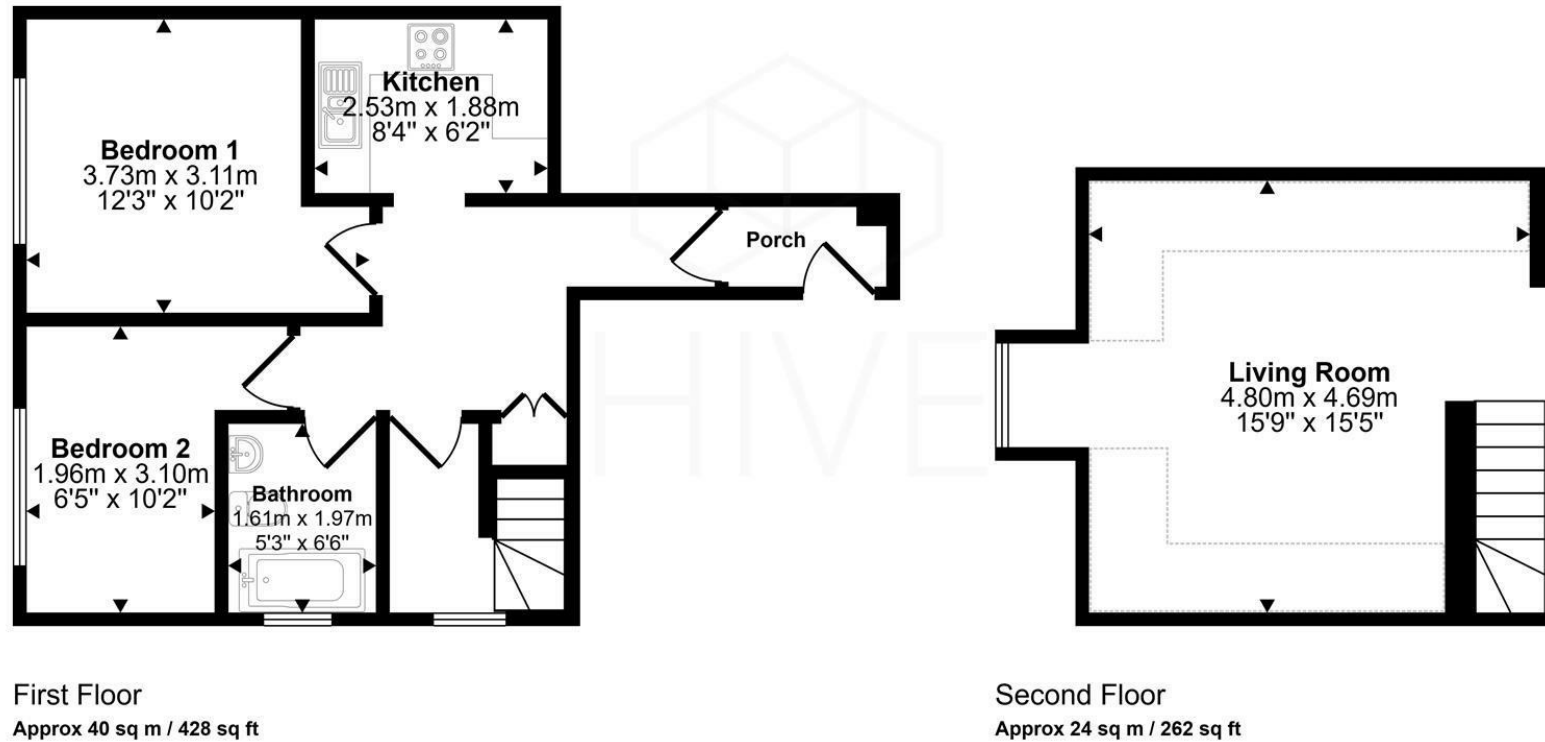 Bedroom 1
3.73m x 3.11m
12'3" x 10'2"
Kitchen
2.53m x 1.88m
8'4" x 6'2"
Porch
Bedroom 2
1.96m x 3.10m
6'5" x 10'2"
Bathroom
1.61m x 1.97m
5'3" x 6'6"
HIVE
Living Room
4.80m x 4.69m
15'9" x 15'5"
First Floor
Approx 40 sq m / 428 sq ft
Second Floor
Approx 24 sq m / 262 sq ft